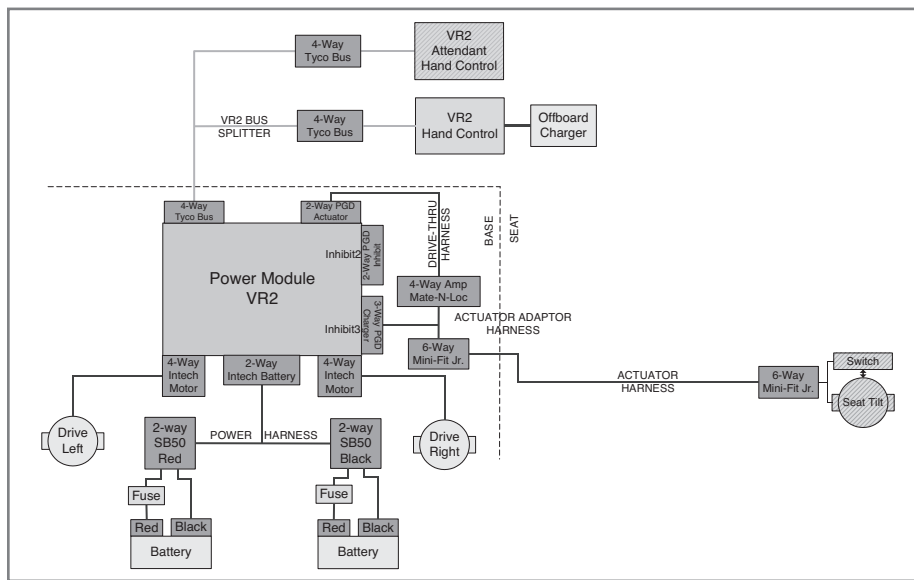 4-Way
Tyco Bus
VR2
Attendant
Hand Control
VR2 BUS
SPLITTER
4-Way
Tyco Bus
VR2
Hand Control
Offboard
Charger
4-Way
Tyco Bus
2-Way PGD
Actuator
DRIVE-THRU
HARNESS
BASE
SEAT
Inhibit2
2-Way PGD
Inhibit
Power Module
VR2
4-Way Amp
Mate-N-Loc
Inhibit3
3-Way PGD
Charger
ACTUATOR ADAPTOR
HARNESS
6-Way
Mini-Fit Jr.
4-Way
Intech
Motor
2-Way
Intech Battery
4-Way
Intech
Motor
ACTUATOR
HARNESS
6-Way
Mini-Fit Jr.
Switch
Seat Tilt
Drive
Left
2-way
SB50
Red
POWER HARNESS
2-way
SB50
Black
Drive
Right
Fuse
Fuse
Red
Black
Red
Black
Battery
Battery